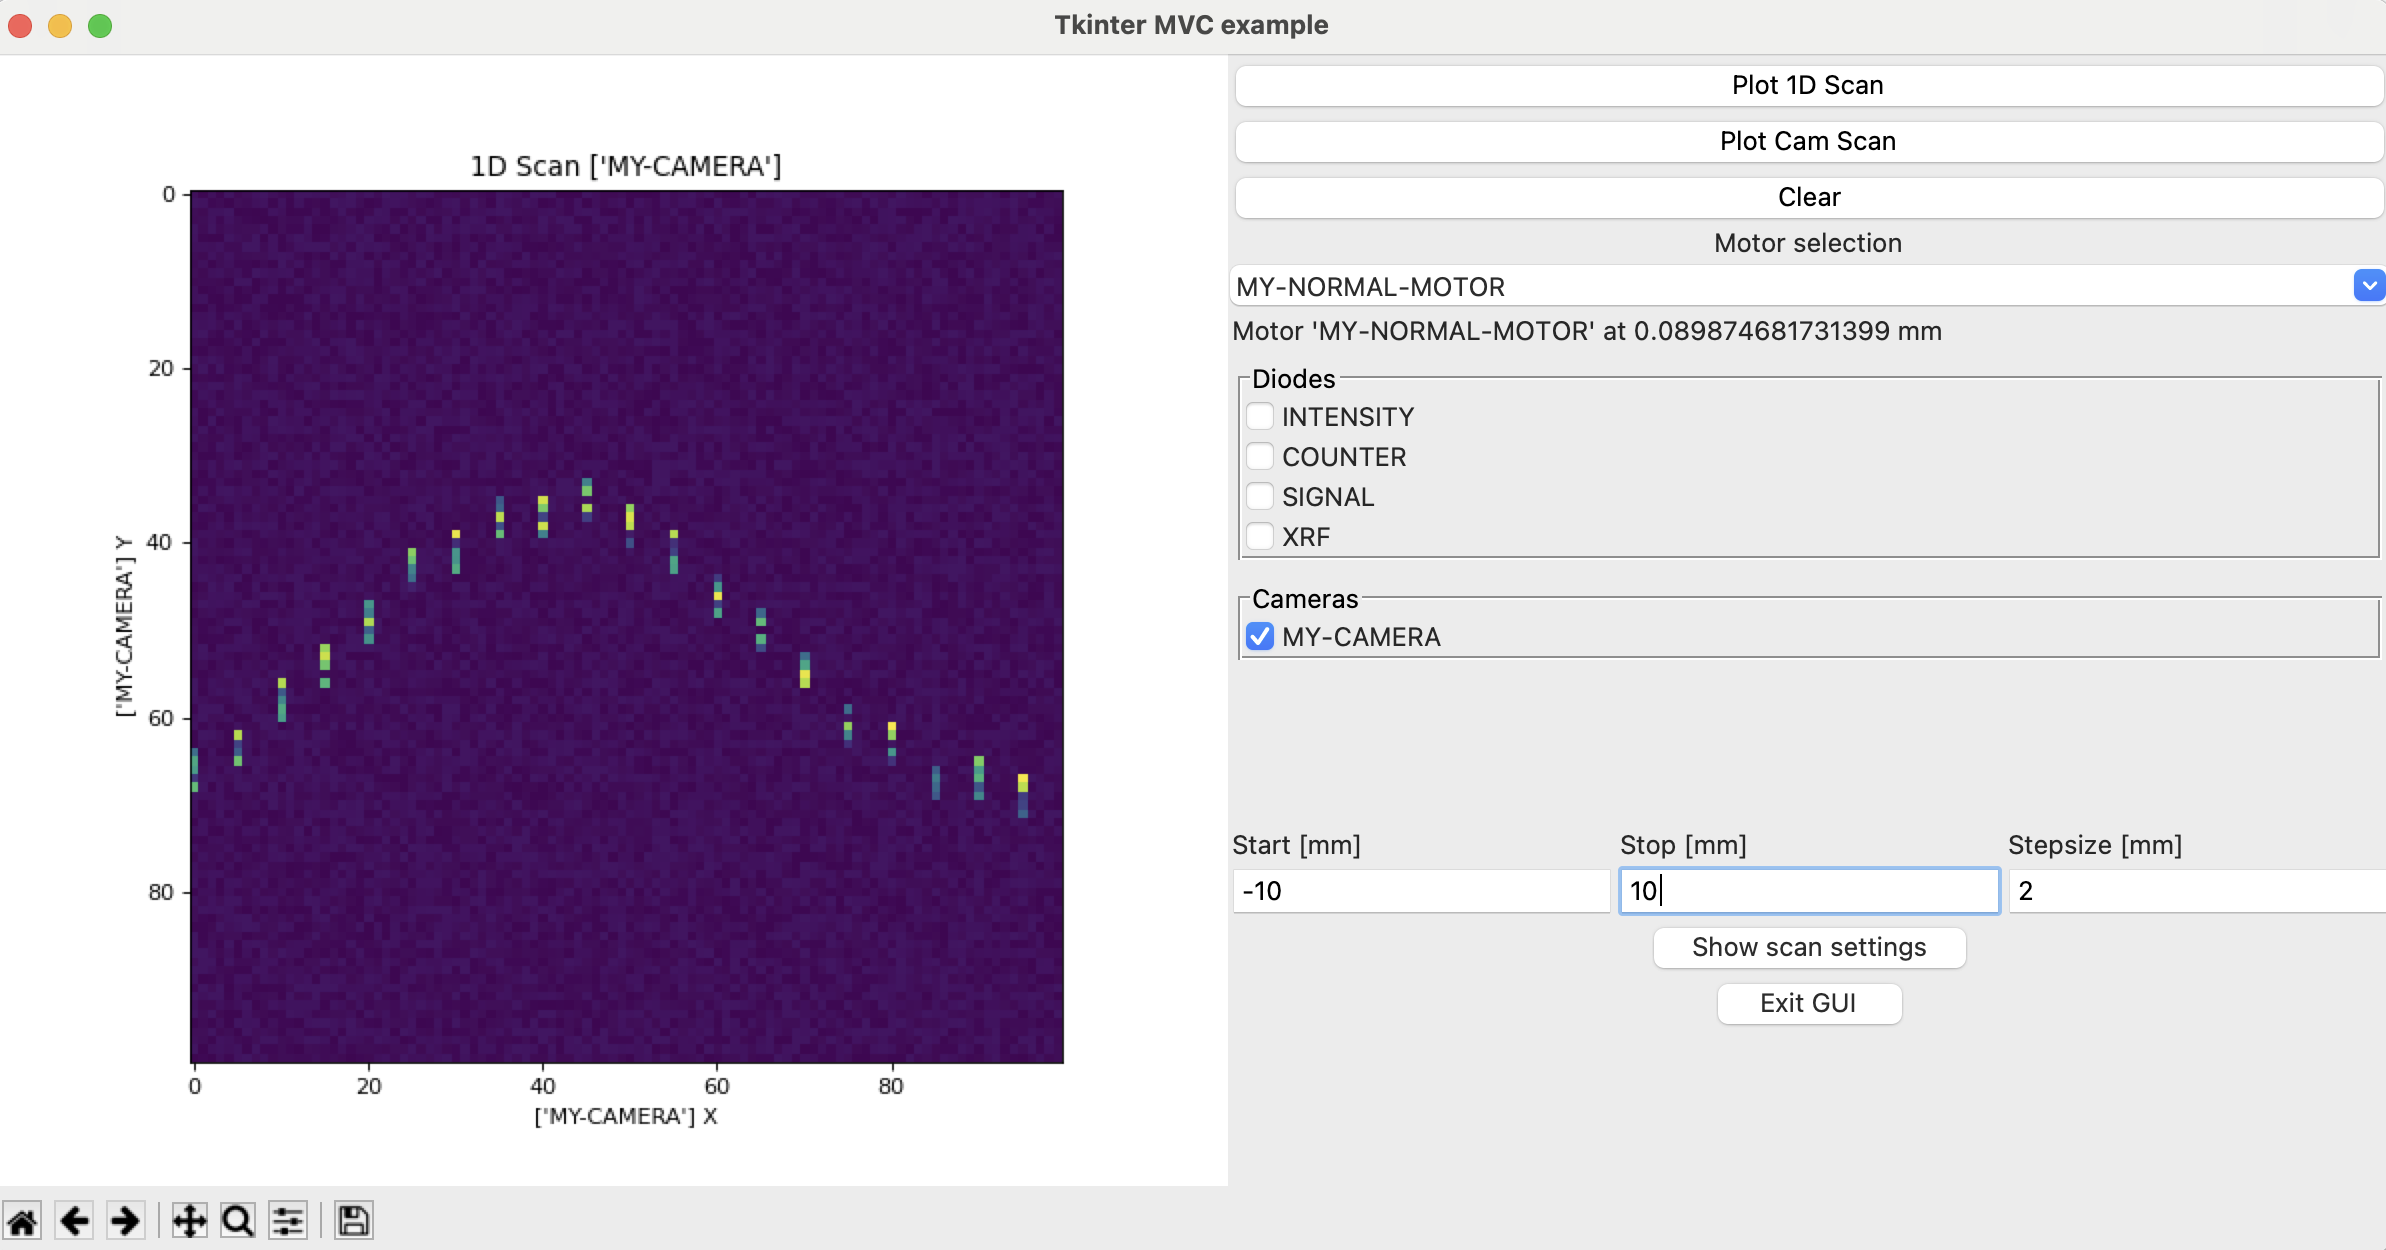 Tkinter MVC example
1D Scan ['MY-CAMERA']
0
20
40
60
80
['MY-CAMERA'] Y
0
20
40
60
80
['MY-CAMERA'] X
Plot 1D Scan
Plot Cam Scan
Clear
Motor selection
MY-NORMAL-MOTOR
Motor 'MY-NORMAL-MOTOR' at 0.089874681731399 mm
Diodes
INTENSITY
COUNTER
SIGNAL
XRF
Cameras
MY-CAMERA
Start [mm]
Stop [mm]
Stepsize [mm]
-10
10
2
Show scan settings
Exit GUI